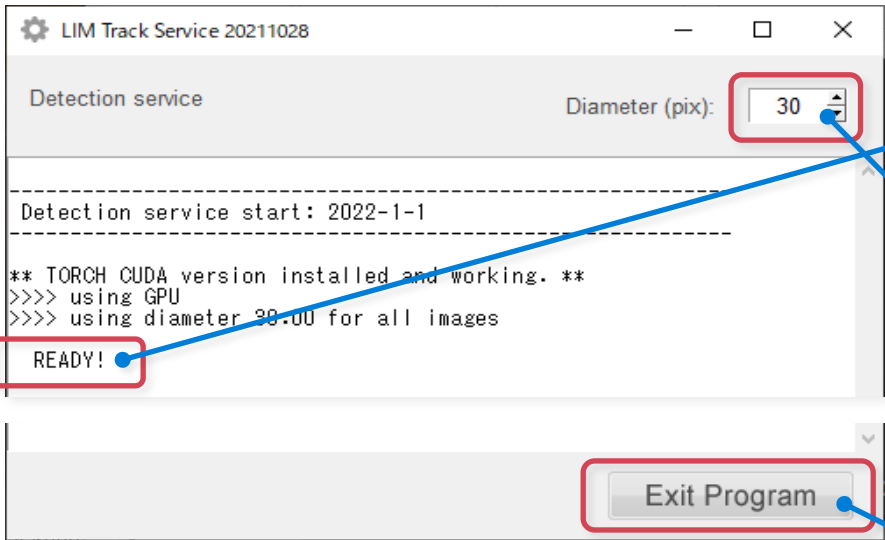 LIM Track Service 20211028
Detection service
Diameter (pix): 30
--------------------------------------------------------------
Detection service start: 2022-1-1
--------------------------------------------------------------
** TORCH CUDA version installed and working. **
>>>> using GPU
>>>> using diameter 30.00 for all images
READY!
Exit Program